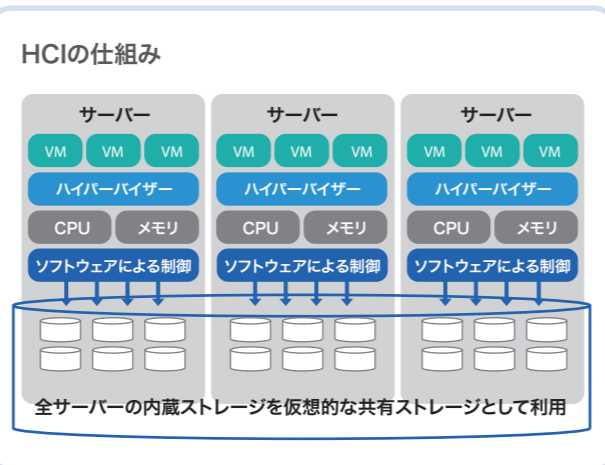 HCIの仕組み
サーバー サーバー サーバー
VM VM VM VM VM VM VM VM VM
ハイパーバイザー ハイパーバイザー ハイパーバイザー
CPU メモリ CPU メモリ CPU メモリ
ソフトウェアによる制御 ソフトウェアによる制御 ソフトウェアによる制御
全サーバーの内蔵ストレージを仮想的な共有ストレージとして利用